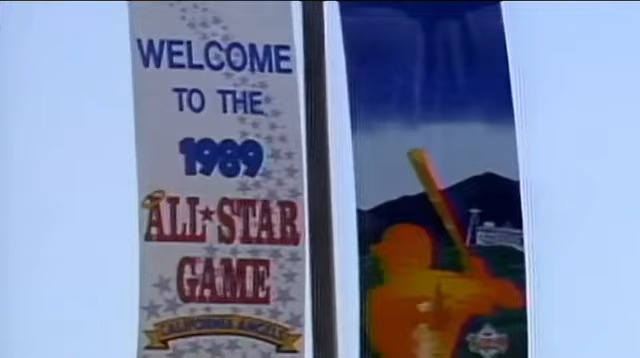 WELCOME
TO THE
1989
ALL★STAR
GAME
CALIFORNIA ANGELS